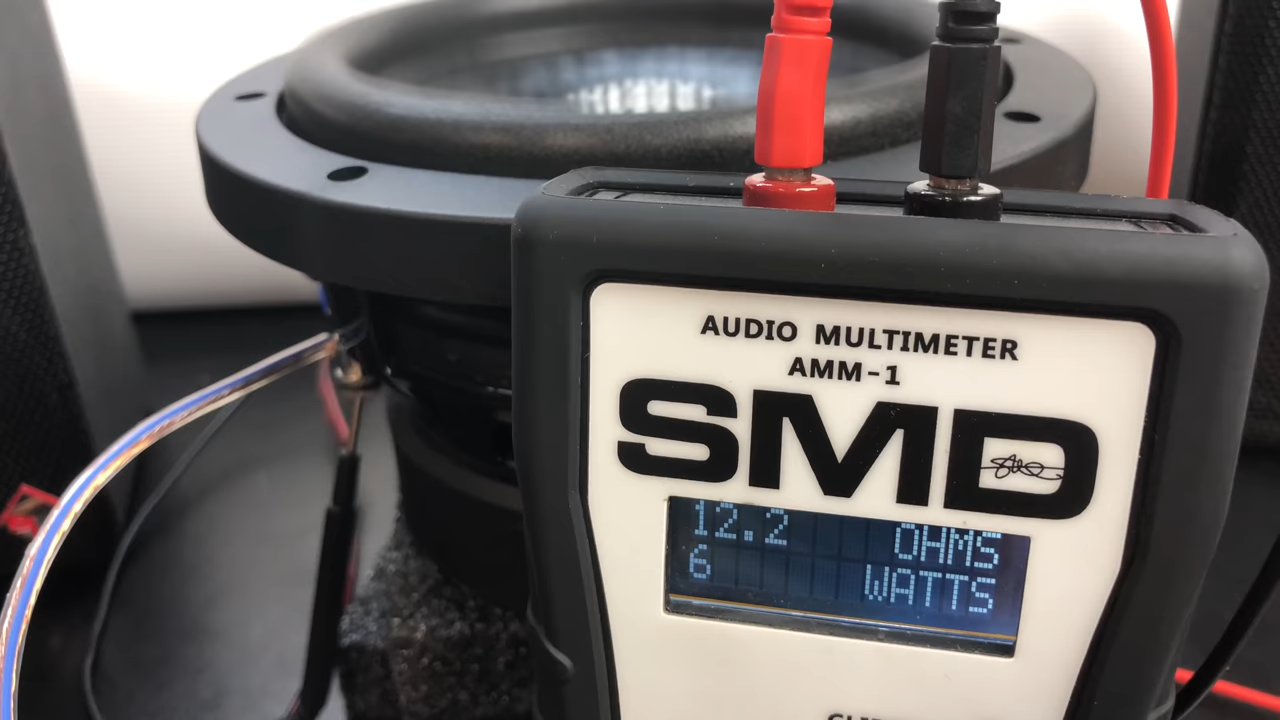 AUDIO MULTIMETER
AMM-1
SMD
12.2 OHMS
6 WATTS